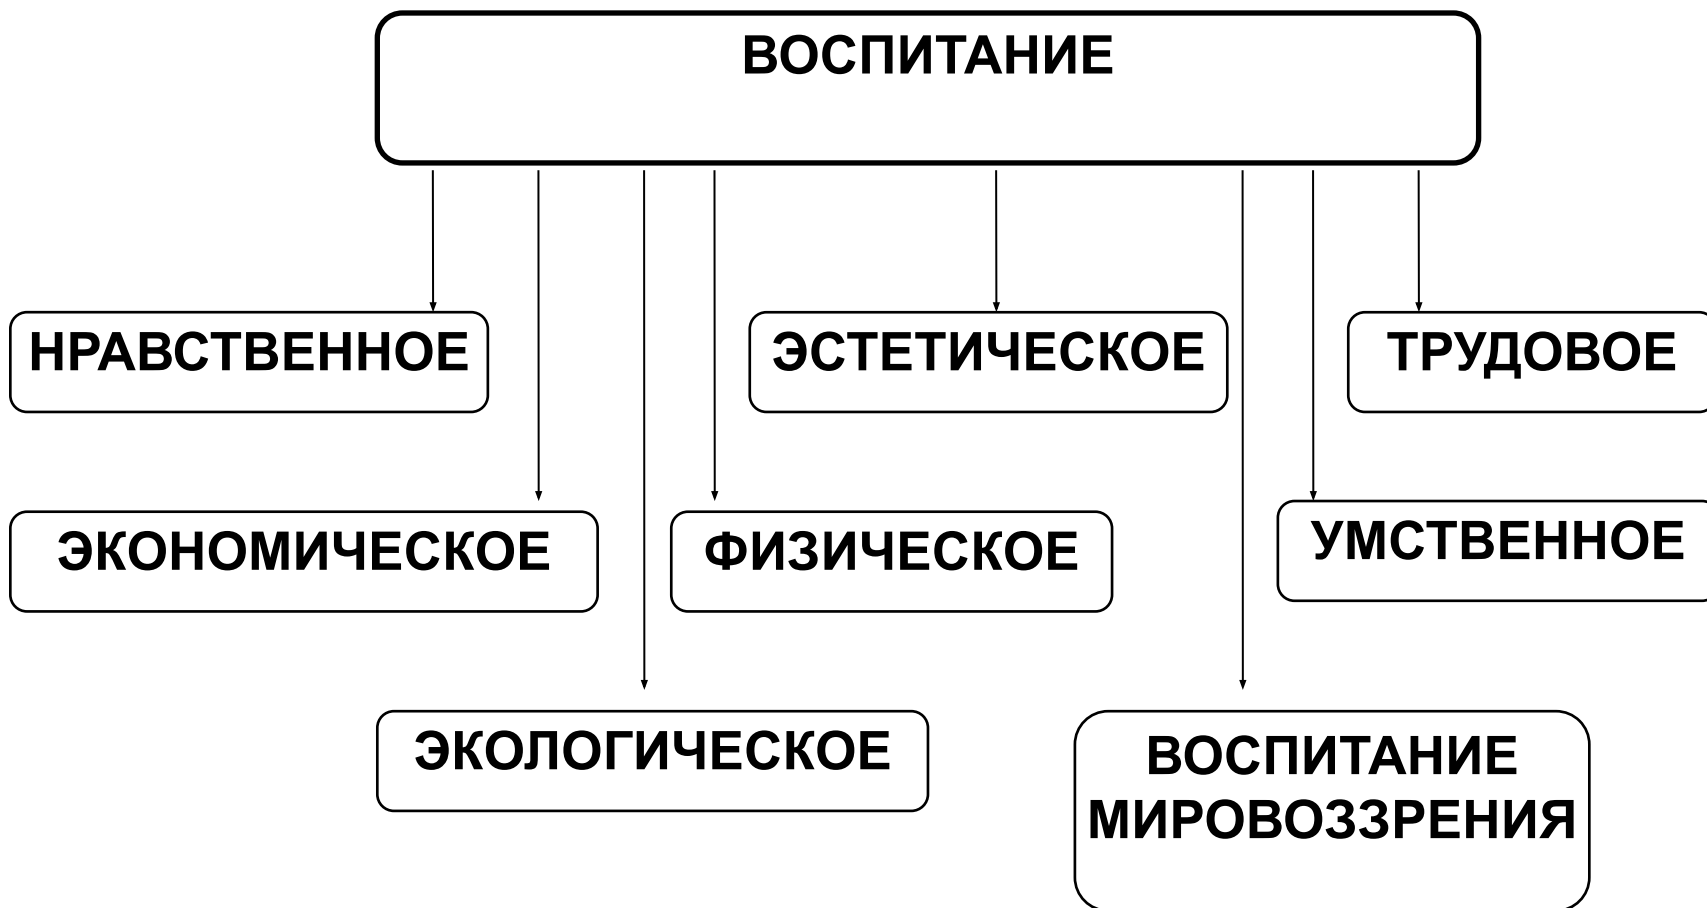 ВОСПИТАНИЕ
НРАВСТВЕННОЕ
ЭСТЕТИЧЕСКОЕ
ТРУДОВОЕ
ЭКОНОМИЧЕСКОЕ
ФИЗИЧЕСКОЕ
УМСТВЕННОЕ
ЭКОЛОГИЧЕСКОЕ
ВОСПИТАНИЕ
МИРОВОЗЗРЕНИЯ